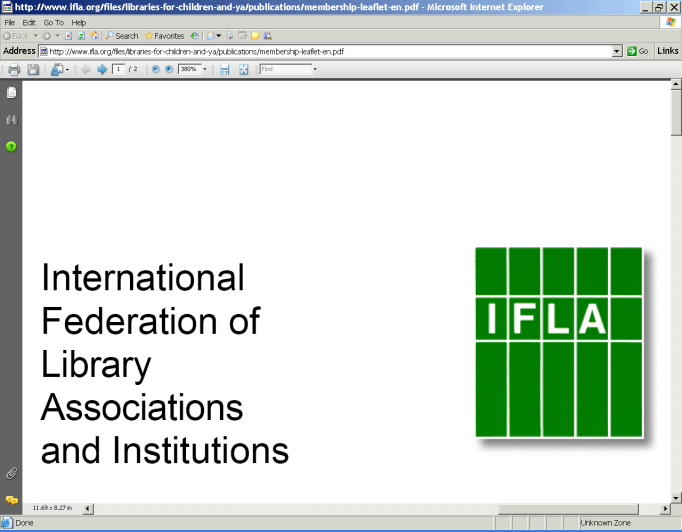 http://www.ifla.org/files/libraries-for-children-and-ya/publications/membership-leaflet-en.pdf - Microsoft Internet Explorer
File Edit Go To Help
Back Search Favorites
Address http://www.ifla.org/files/libraries-for-children-and-ya/publications/membership-leaflet-en.pdf Go Links
1 / 2 380% Find
International
Federation of
Library
Associations
and Institutions
IFLA
11.69 x 8.27 in
Done Unknown Zone